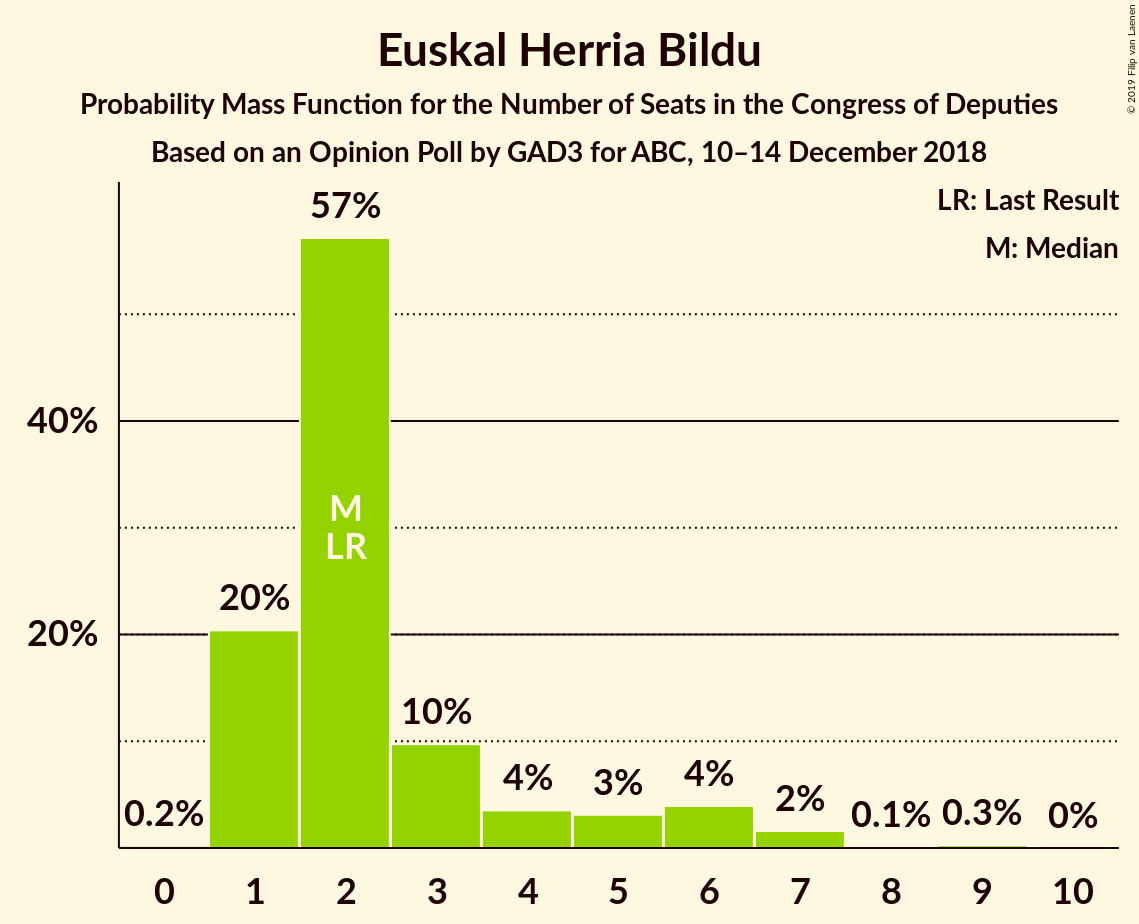 Euskal Herria Bildu
Probability Mass Function for the Number of Seats in the Congress of Deputies
Based on an Opinion Poll by GAD3 for ABC, 10–14 December 2018
© 2019 Filip van Laenen
LR: Last Result
M: Median
57%
40%
M
LR
20%
20%
10%
4%
3%
4%
2%
0.2%
0.1%
0.3%
0%
0 1 2 3 4 5 6 7 8 9 10